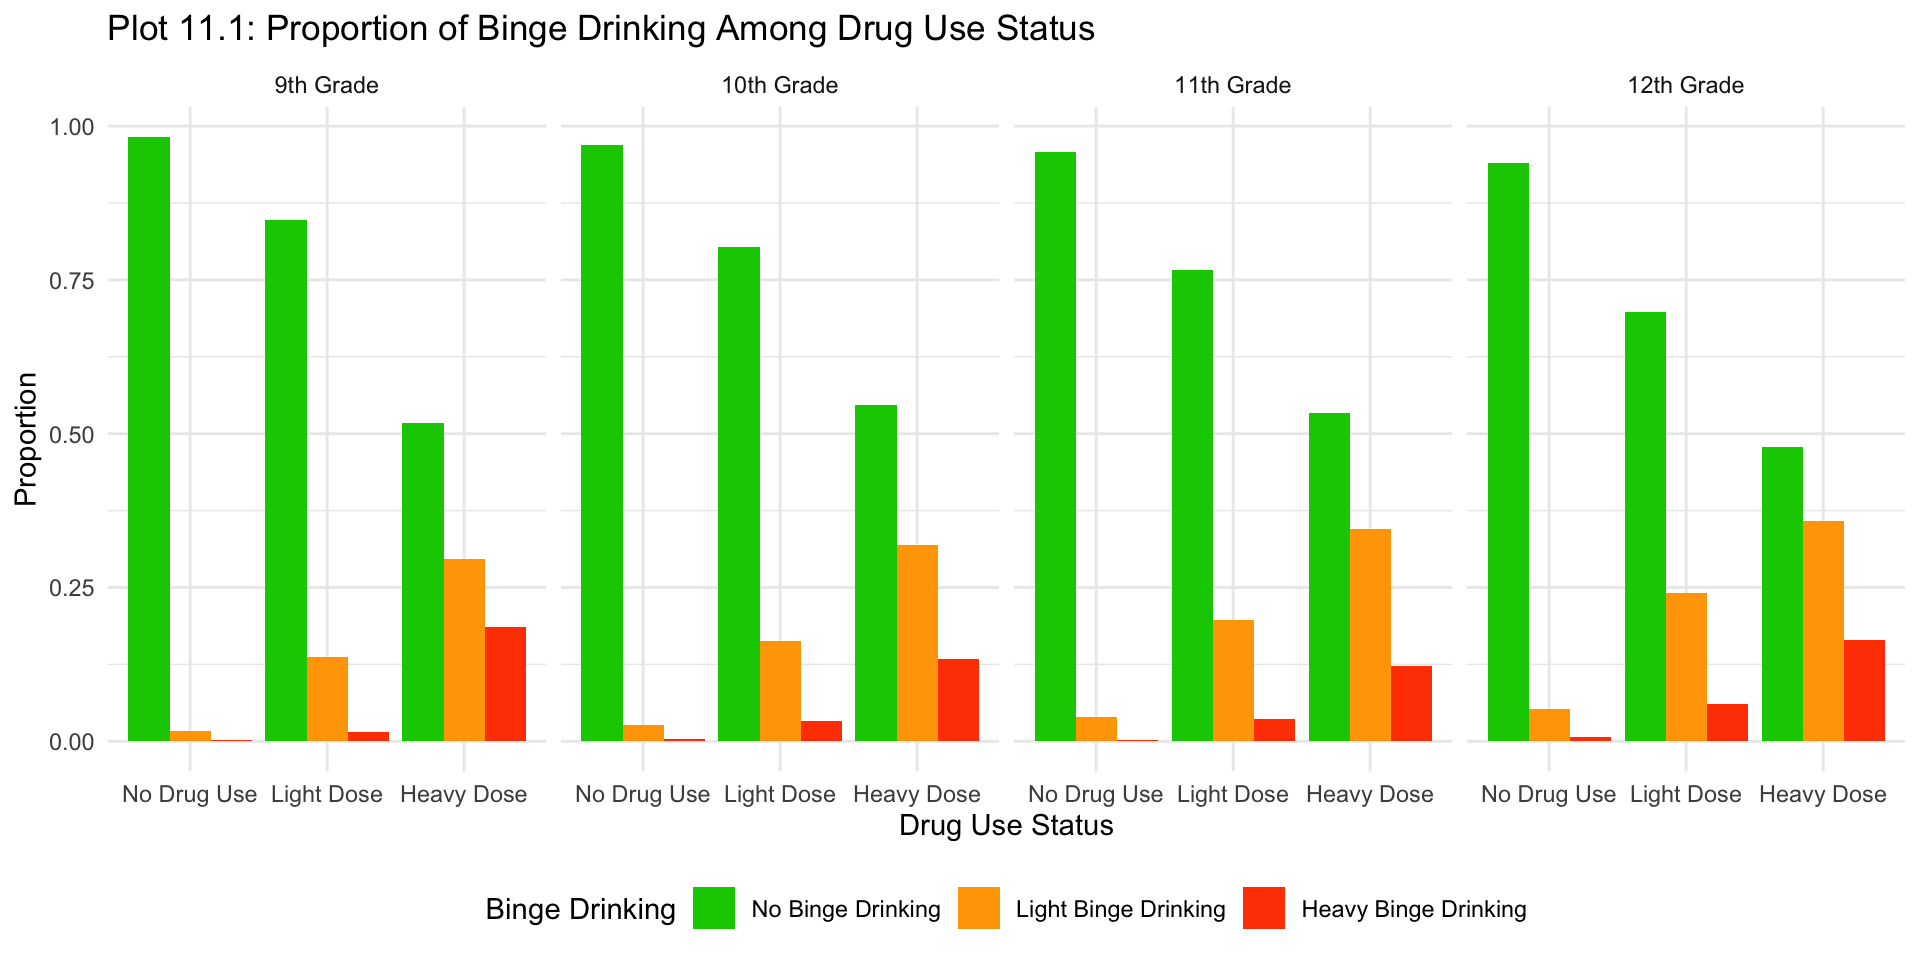 Plot 11.1: Proportion of Binge Drinking Among Drug Use Status
9th Grade 10th Grade 11th Grade 12th Grade
1.00
0.75
0.50
0.25
0.00
Proportion
No Drug Use Light Dose Heavy Dose No Drug Use Light Dose Heavy Dose No Drug Use Light Dose Heavy Dose No Drug Use Light Dose Heavy Dose
Drug Use Status
Binge Drinking No Binge Drinking Light Binge Drinking Heavy Binge Drinking